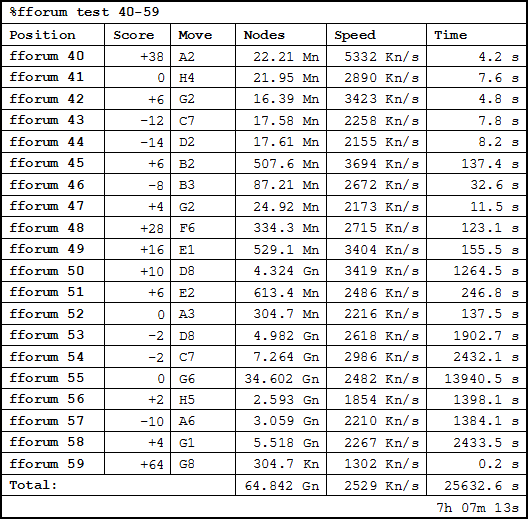 %fforum test 40-59
Position Score Move Nodes Speed Time
fforum 40 +38 A2 22.21 Mn 5332 Kn/s 4.2 s
fforum 41 0 H4 21.95 Mn 2890 Kn/s 7.6 s
fforum 42 +6 G2 16.39 Mn 3423 Kn/s 4.8 s
fforum 43 -12 C7 17.58 Mn 2258 Kn/s 7.8 s
fforum 44 -14 D2 17.61 Mn 2155 Kn/s 8.2 s
fforum 45 +6 B2 507.6 Mn 3694 Kn/s 137.4 s
fforum 46 -8 B3 87.21 Mn 2672 Kn/s 32.6 s
fforum 47 +4 G2 24.92 Mn 2173 Kn/s 11.5 s
fforum 48 +28 F6 334.3 Mn 2715 Kn/s 123.1 s
fforum 49 +16 E1 529.1 Mn 3404 Kn/s 155.5 s
fforum 50 +10 D8 4.324 Gn 3419 Kn/s 1264.5 s
fforum 51 +6 E2 613.4 Mn 2486 Kn/s 246.8 s
fforum 52 0 A3 304.7 Mn 2216 Kn/s 137.5 s
fforum 53 -2 D8 4.982 Gn 2618 Kn/s 1902.7 s
fforum 54 -2 C7 7.264 Gn 2986 Kn/s 2432.1 s
fforum 55 0 G6 34.602 Gn 2482 Kn/s 13940.5 s
fforum 56 +2 H5 2.593 Gn 1854 Kn/s 1398.1 s
fforum 57 -10 A6 3.059 Gn 2210 Kn/s 1384.1 s
fforum 58 +4 G1 5.518 Gn 2267 Kn/s 2433.5 s
fforum 59 +64 G8 304.7 Kn 1302 Kn/s 0.2 s
Total: 64.842 Gn 2529 Kn/s 25632.6 s
7h 07m 13s